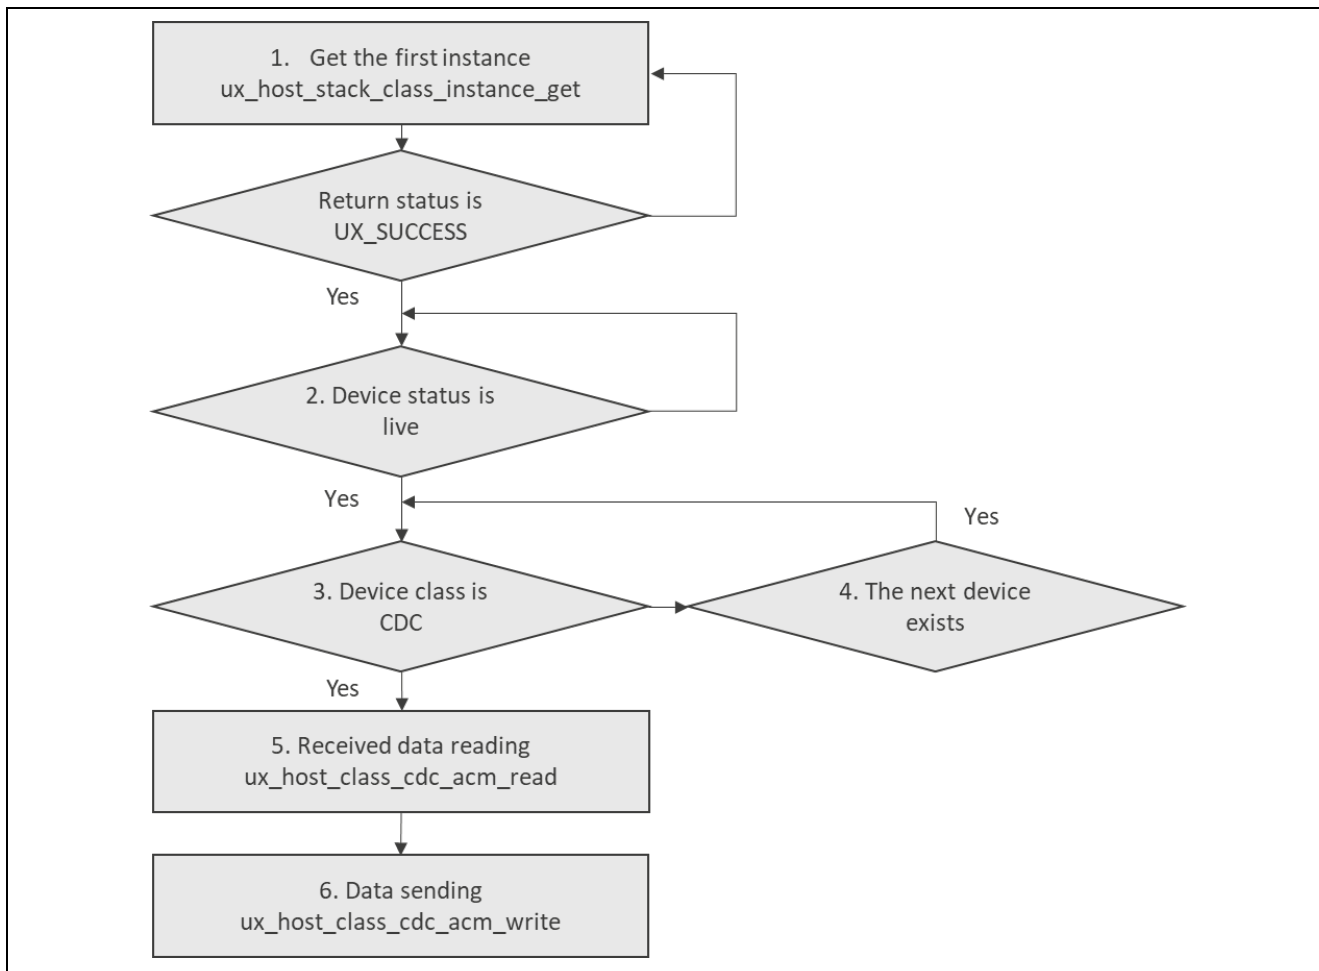 1. Get the first instance
ux_host_stack_class_instance_get
Return status is
UX_SUCCESS
Yes
2. Device status is
live
Yes
Yes
3. Device class is
CDC
4. The next device
exists
Yes
5. Received data reading
ux_host_class_cdc_acm_read
6. Data sending
ux_host_class_cdc_acm_write